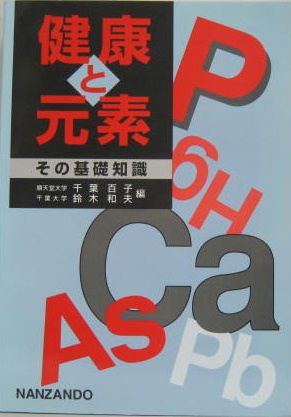 健康
と
元素
その基礎知識
順天堂大学 千葉百子
千葉大学 鈴木和夫 編
P
Hg
Ca
As
Pb
NANZANDO